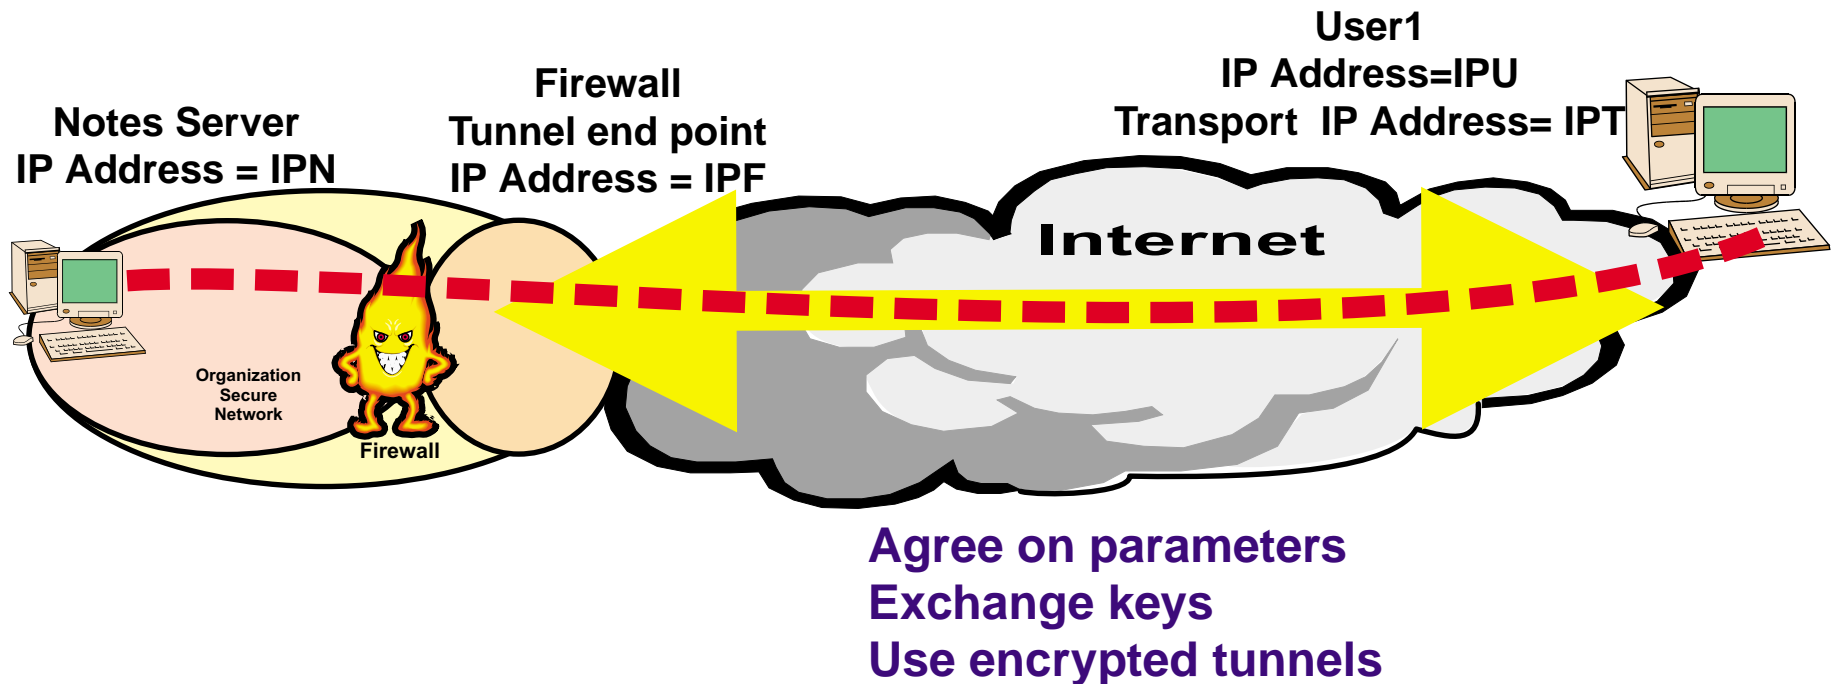 User1
IP Address=IPU
Transport IP Address= IPT
Firewall
Tunnel end point
IP Address = IPF
Notes Server
IP Address = IPN
Internet
Organization
Secure
Network
Firewall
Agree on parameters
Exchange keys
Use encrypted tunnels